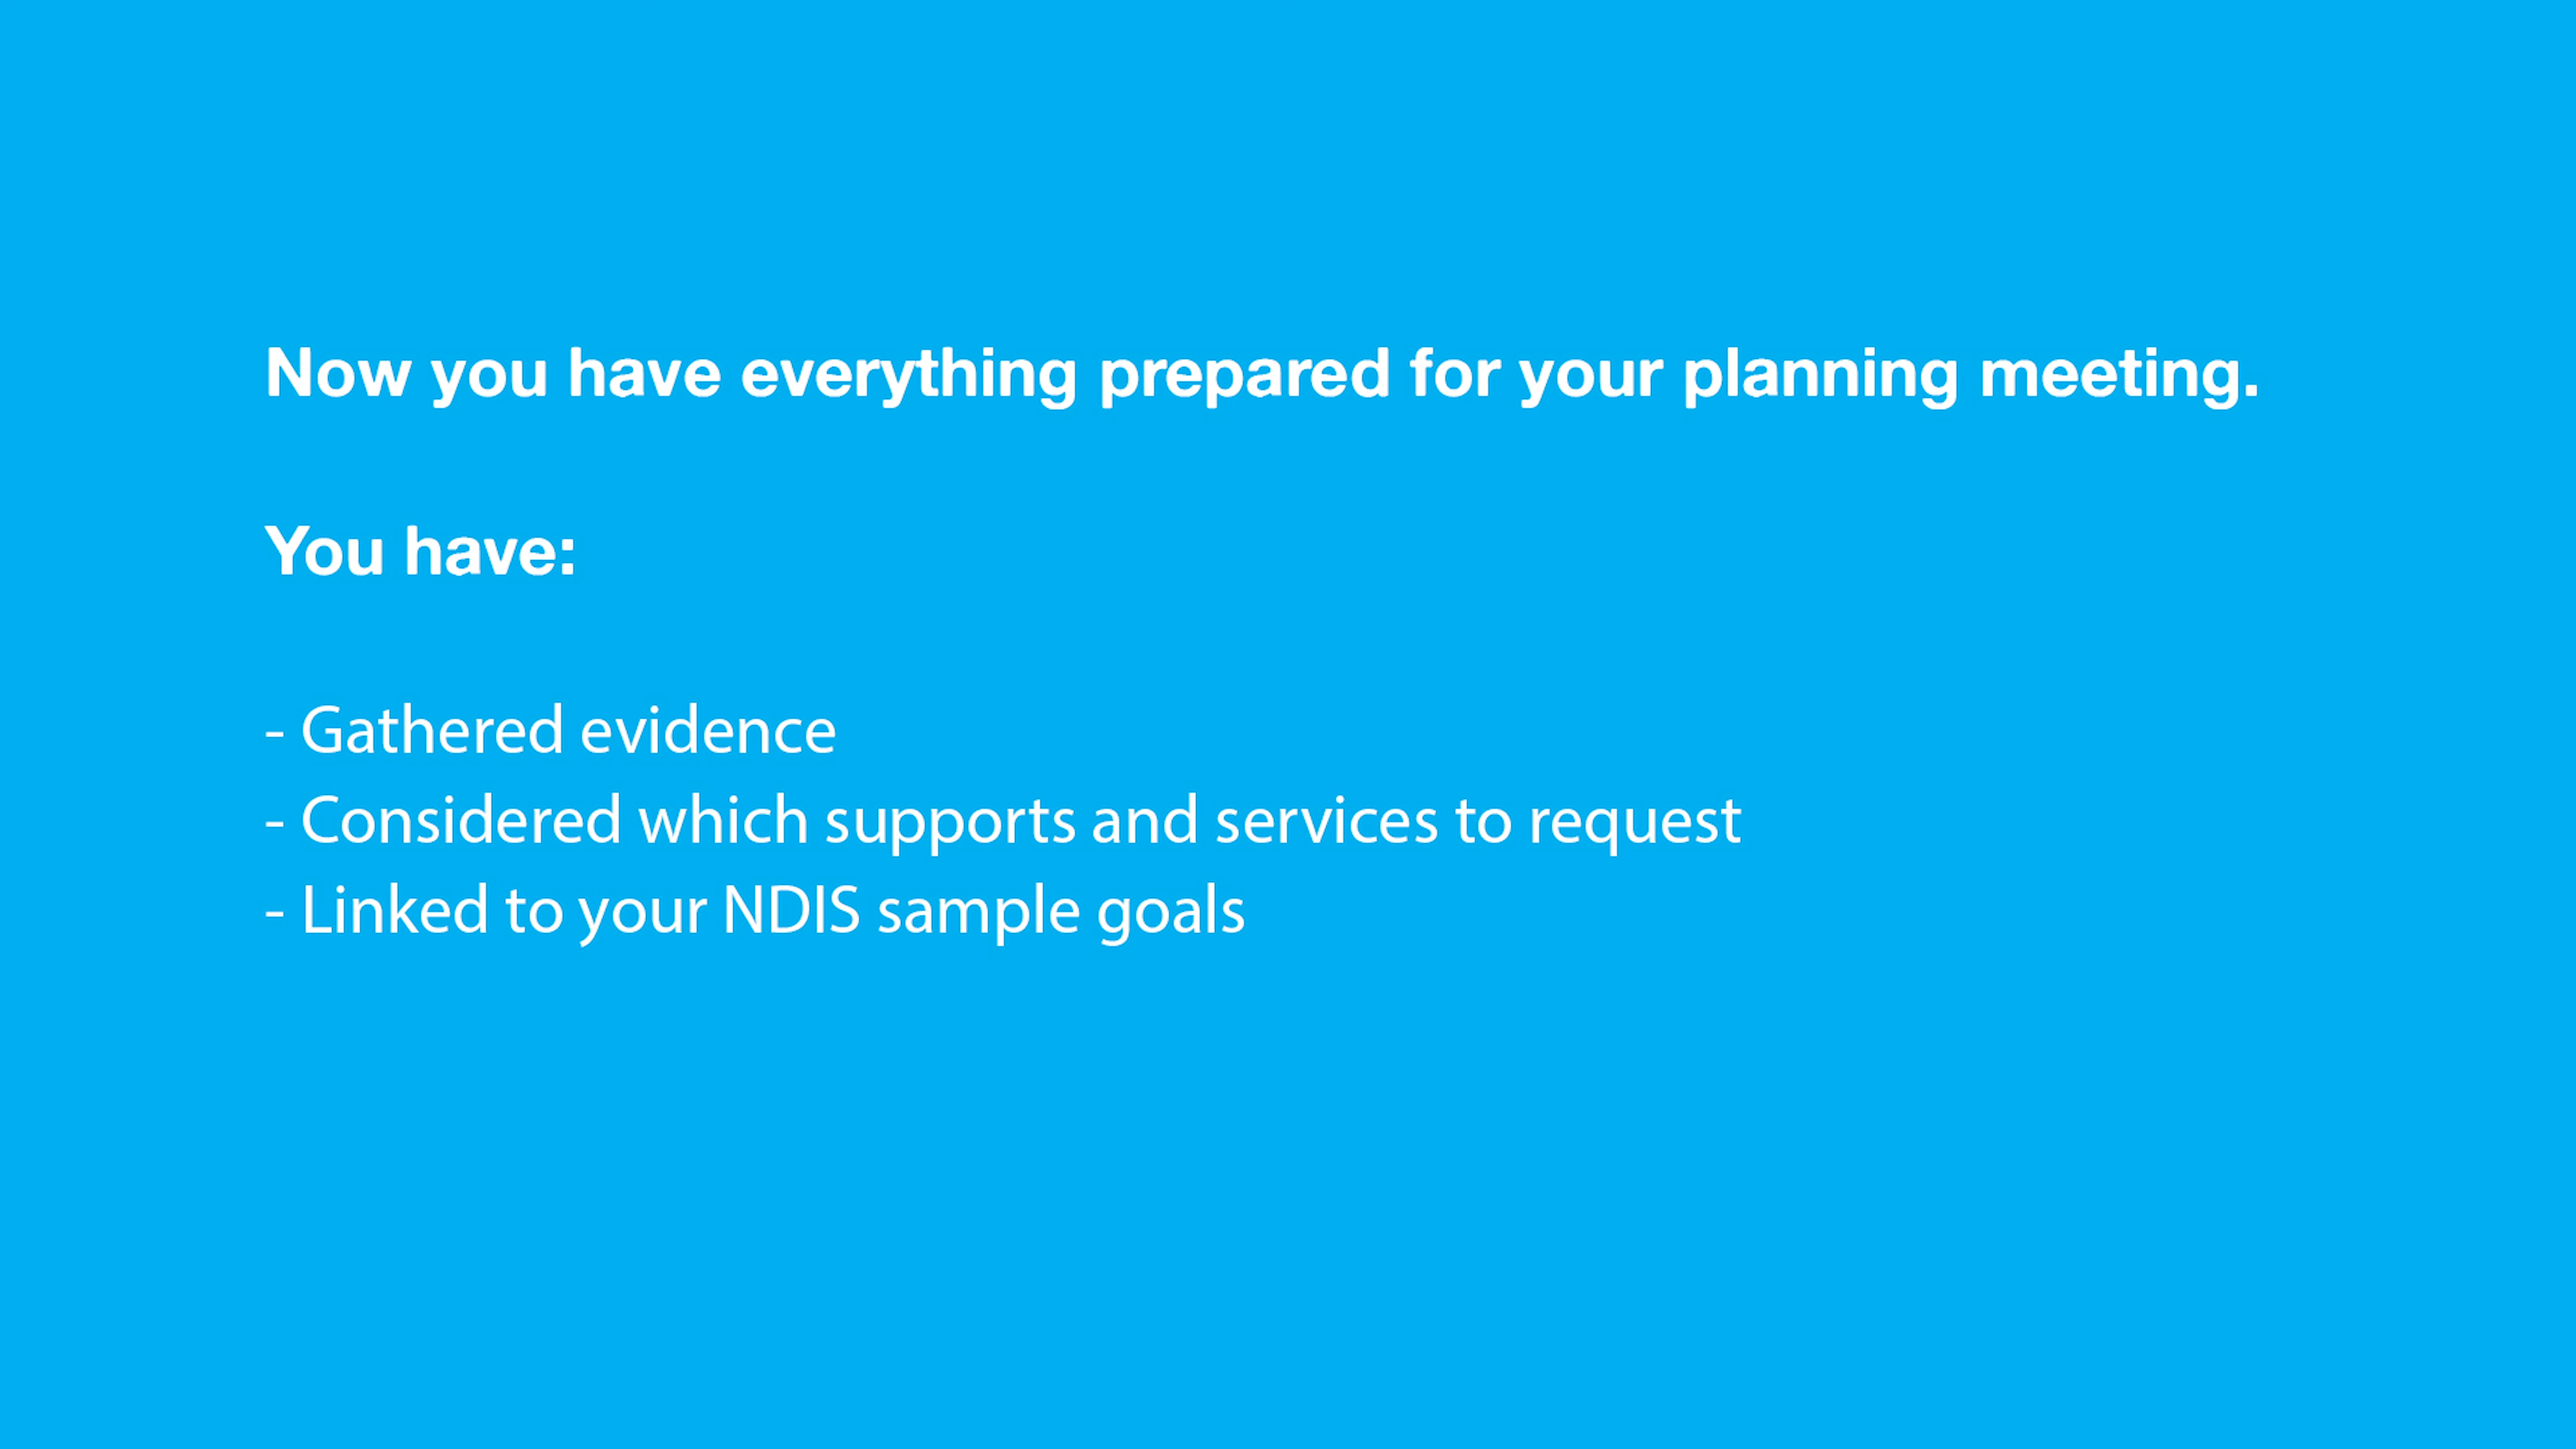 Now you have everything prepared for your planning meeting.
You have:
- Gathered evidence
- Considered which supports and services to request
- Linked to your NDIS sample goals